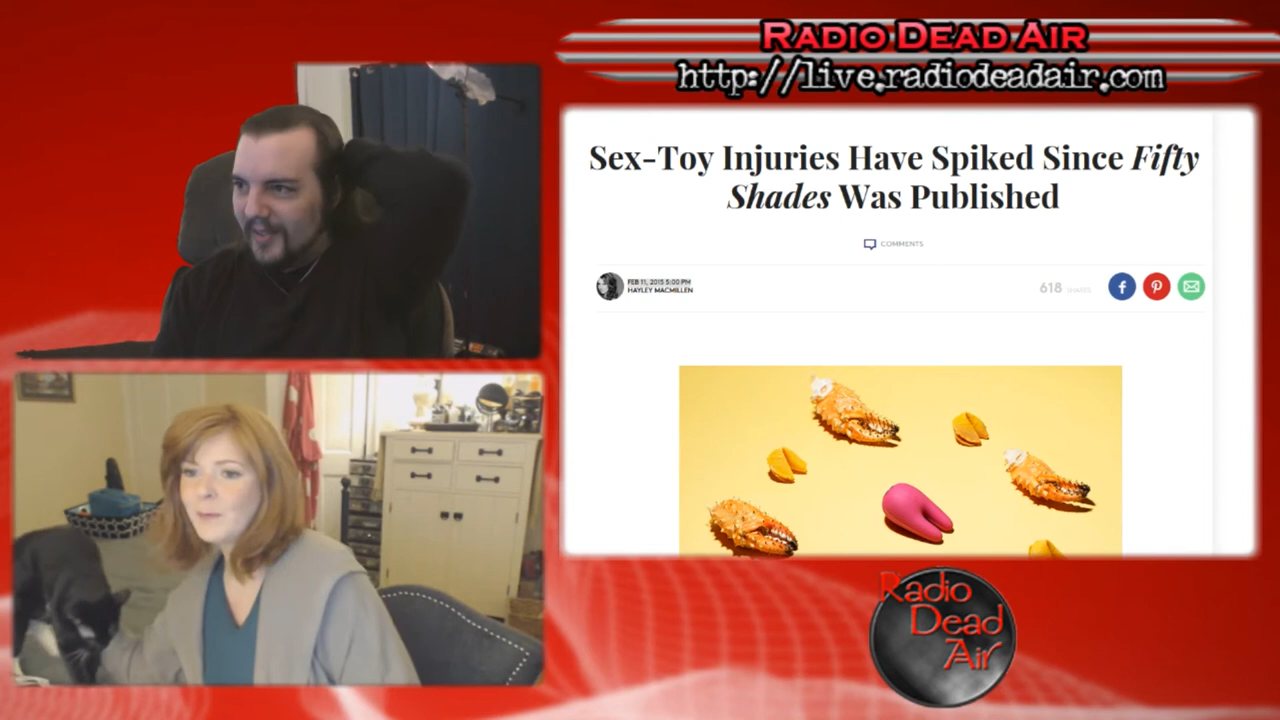 Radio Dead Air
http://live.radiodeadair.com
Sex-Toy Injuries Have Spiked Since Fifty
Shades Was Published
COMMENTS
FEB 11, 2015 5:00 PM
HAYLEY MACMILLEN
618 SHARES
Radio
Dead
Air